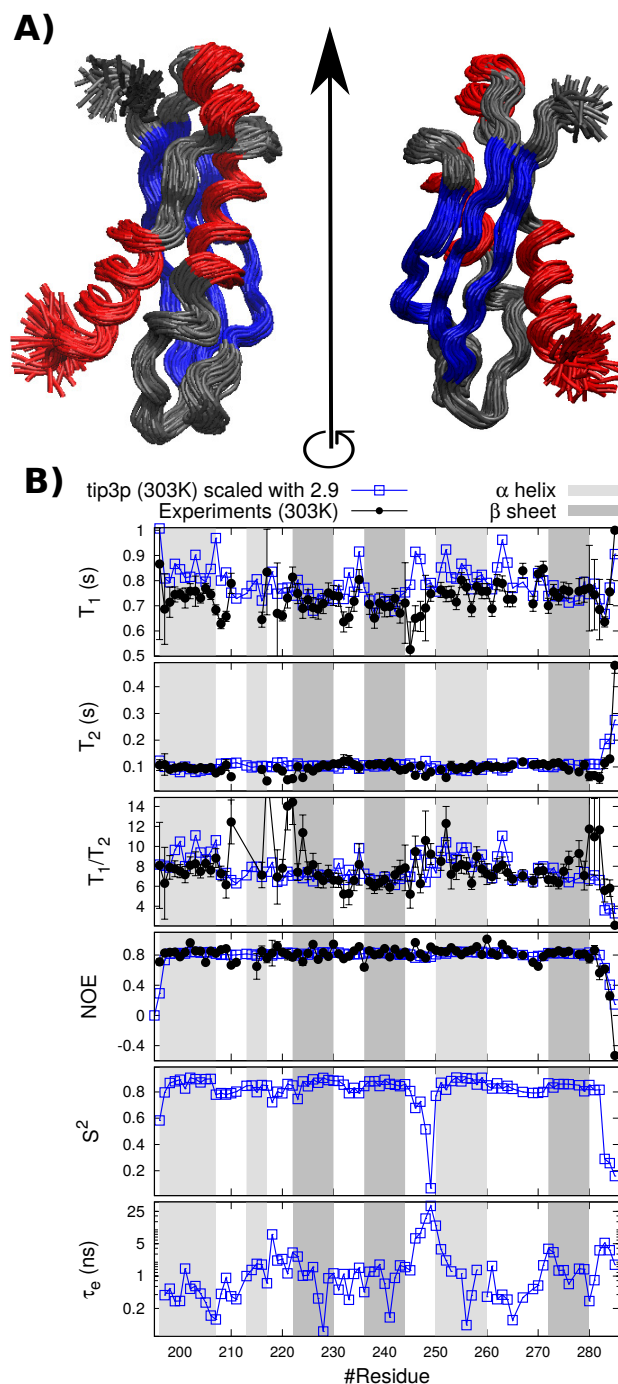 A)
B)
tip3p (303K) scaled with 2.9
α helix
Experiments (303K)
β sheet
T1 (s)
1
0.9
0.8
0.7
0.6
0.5
T2 (s)
0.4
0.3
0.2
0.1
T1/T2
14
12
10
8
6
4
NOE
0.8
0.4
0
-0.4
S2
0.8
0.6
0.4
0.2
τe (ns)
25
5
1
0.2
200 210 220 230 240 250 260 270 280
#Residue